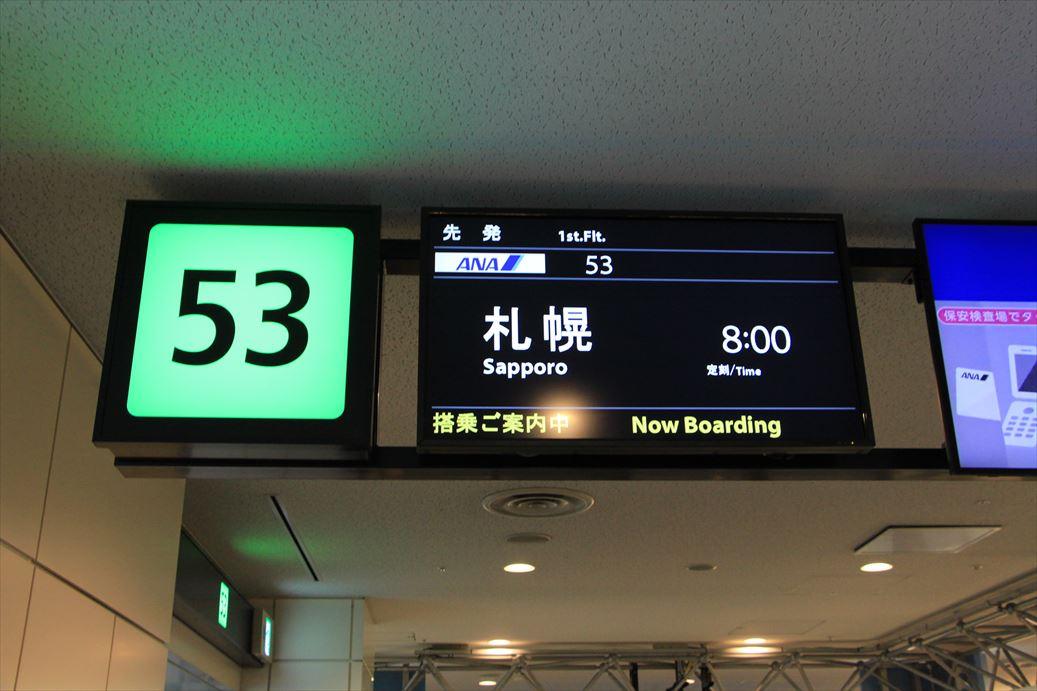 53
先発 1st.Flt.
ANA 53
札幌 8:00
Sapporo 定刻/Time
搭乗ご案内中 Now Boarding
保安検査場でタ
ANA